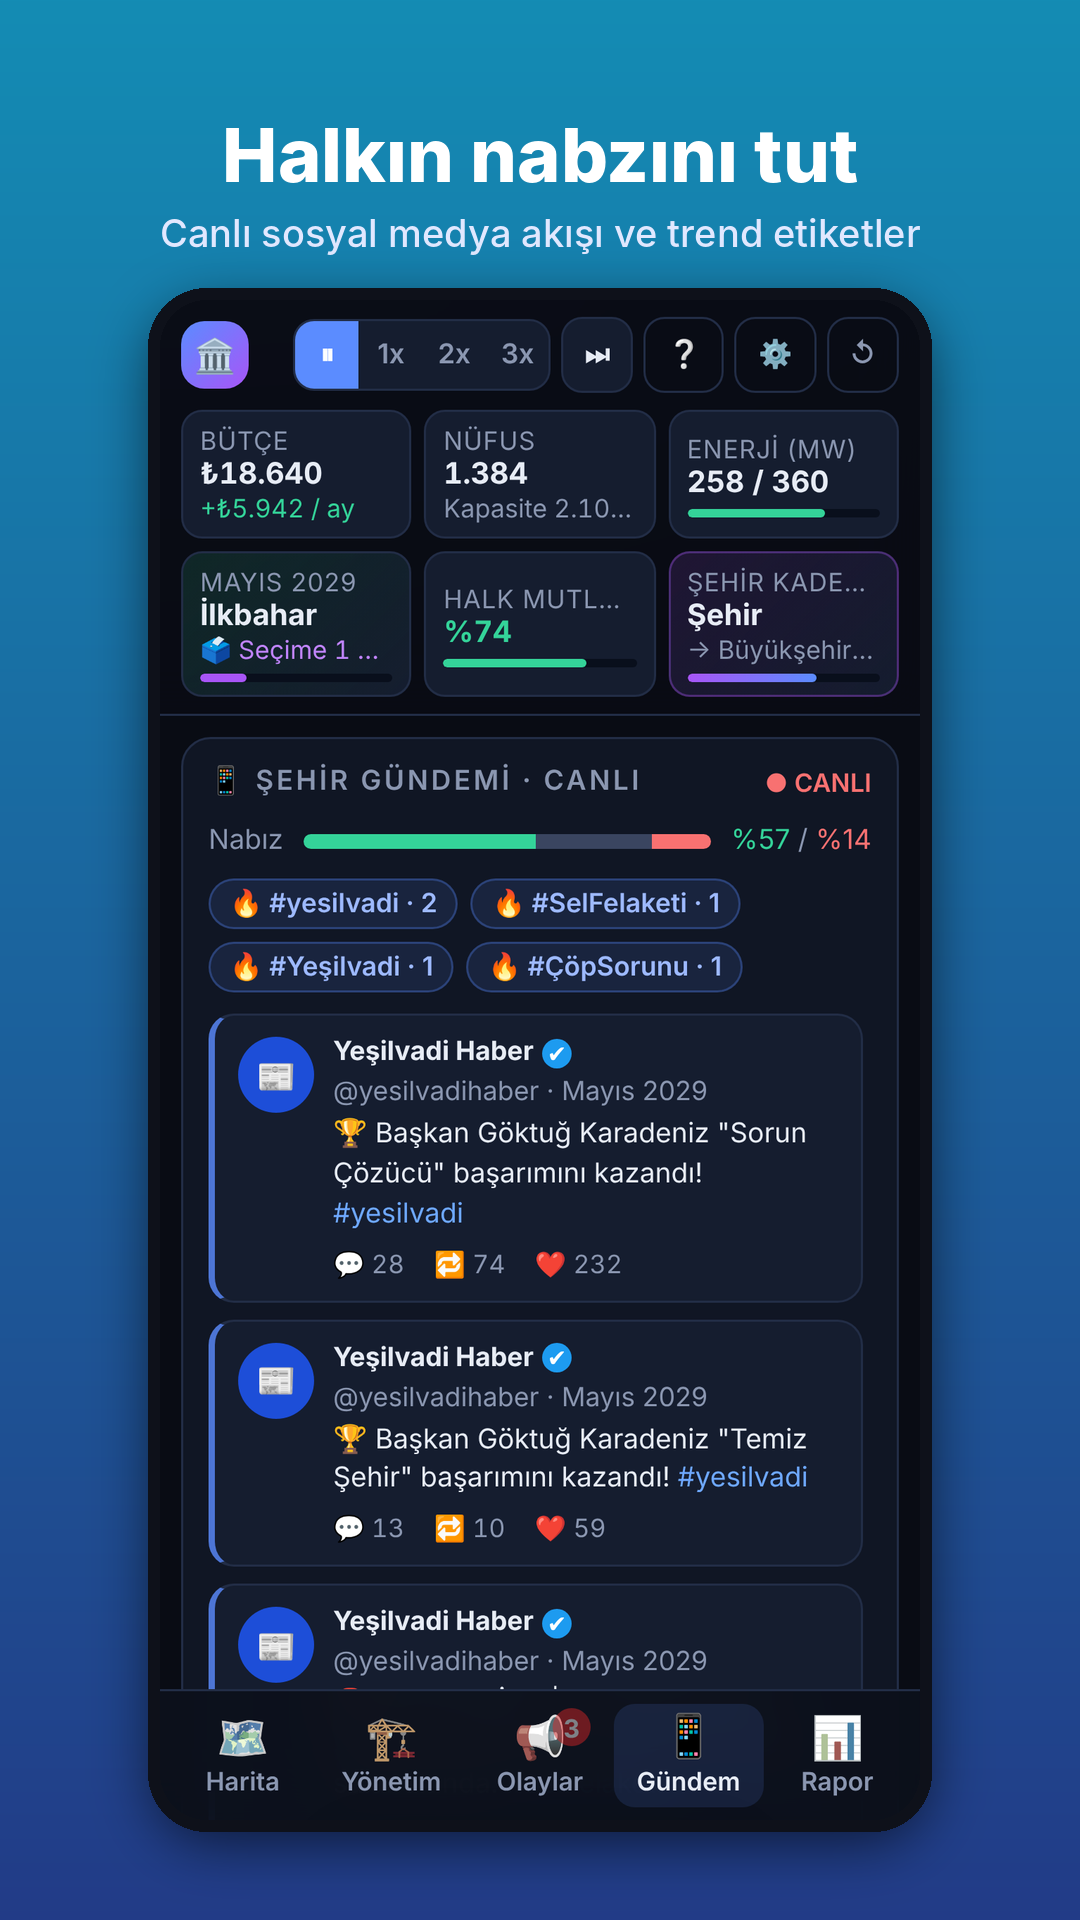 Halkın nabzını tut
Canlı sosyal medya akışı ve trend etiketler
1x 2x 3x ?
BÜTÇE
₺18.640
+₺5.942 / ay
NÜFUS
1.384
Kapasite 2.10...
ENERJİ (MW)
258 / 360
MAYIS 2029
İlkbahar
Seçime 1 ...
HALK MUTL...
%74
ŞEHİR KADE...
Şehir
→ Büyükşehir...
ŞEHİR GÜNDEMİ · CANLI
CANLI
Nabız %57 / %14
#yesilvadi · 2 #SelFelaketi · 1
#Yeşilvadi · 1 #ÇöpSorunu · 1
Yeşilvadi Haber
@yesilvadihaber · Mayıs 2029
Başkan Göktuğ Karadeniz "Sorun
Çözücü" başarımını kazandı!
#yesilvadi
28 74 232
Yeşilvadi Haber
@yesilvadihaber · Mayıs 2029
Başkan Göktuğ Karadeniz "Temiz
Şehir" başarımını kazandı! #yesilvadi
13 10 59
Yeşilvadi Haber
@yesilvadihaber · Mayıs 2029
3
Harita Yönetim Olaylar Gündem Rapor